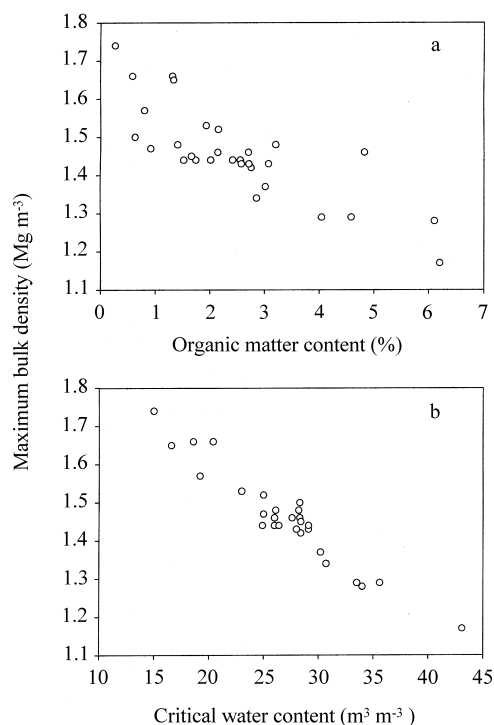 1.8
a
1.7
1.6
1.5
1.4
1.3
1.2
1.1
0 1 2 3 4 5 6 7
Organic matter content (%)
Maximum bulk density (Mg m-3)
1.8
b
1.7
1.6
1.5
1.4
1.3
1.2
1.1
10 15 20 25 30 35 40 45
Critical water content (m³ m-³ )